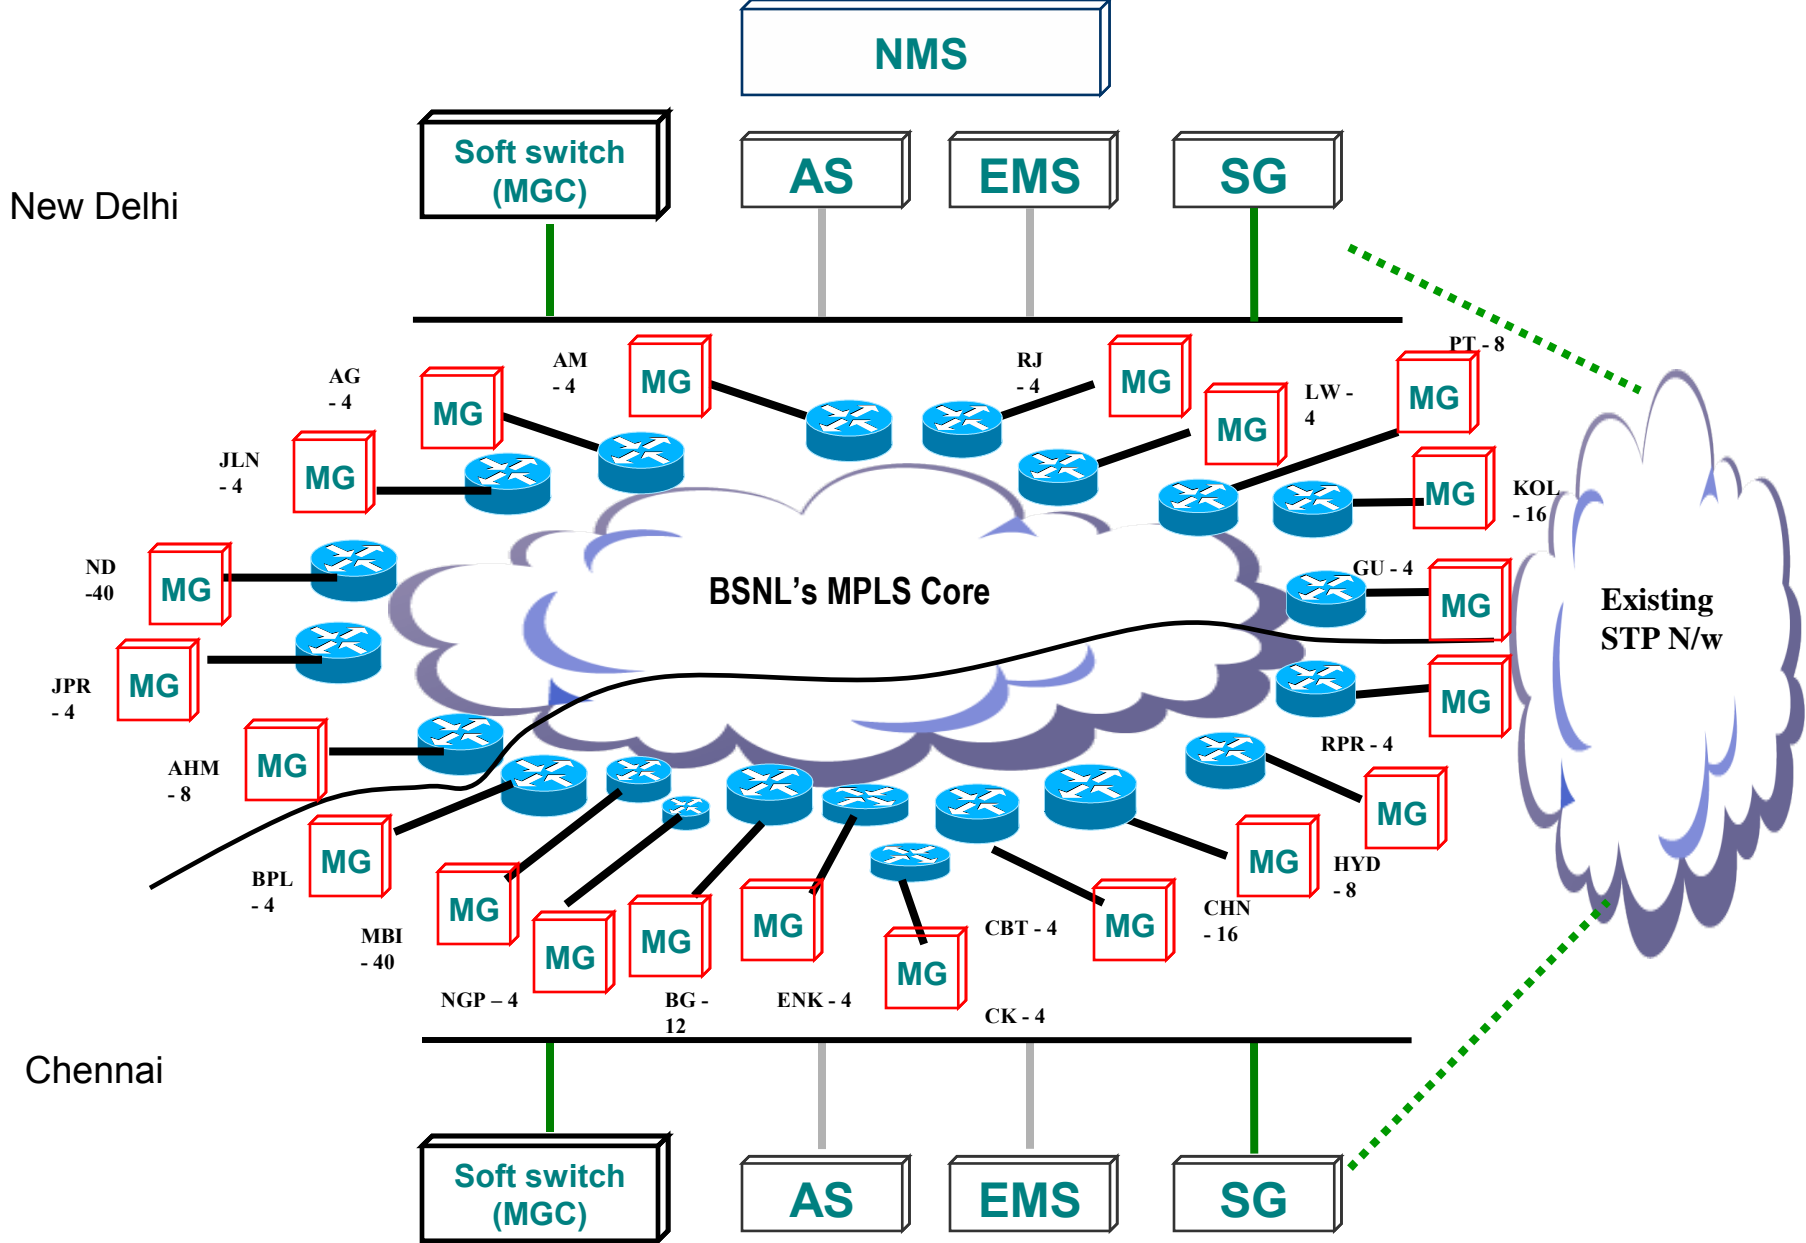 NMS
Soft switch
(MGC)
AS
EMS
SG
New Delhi
AM
- 4
MG
RJ
- 4
MG
PT - 8
MG
AG
- 4
MG
LW -
4
MG
JLN
- 4
MG
MG
KOL
- 16
ND
-40
MG
BSNL's MPLS Core
GU - 4
MG
Existing
STP N/w
JPR
- 4
MG
MG
RPR - 4
AHM
- 8
MG
MG
BPL
- 4
MG
MG
HYD
- 8
MBI
- 40
MG
MG
NGP – 4
MG
BG -
12
MG
ENK - 4
MG
CK - 4
CBT - 4
MG
CHN
- 16
Chennai
Soft switch
(MGC)
AS
EMS
SG